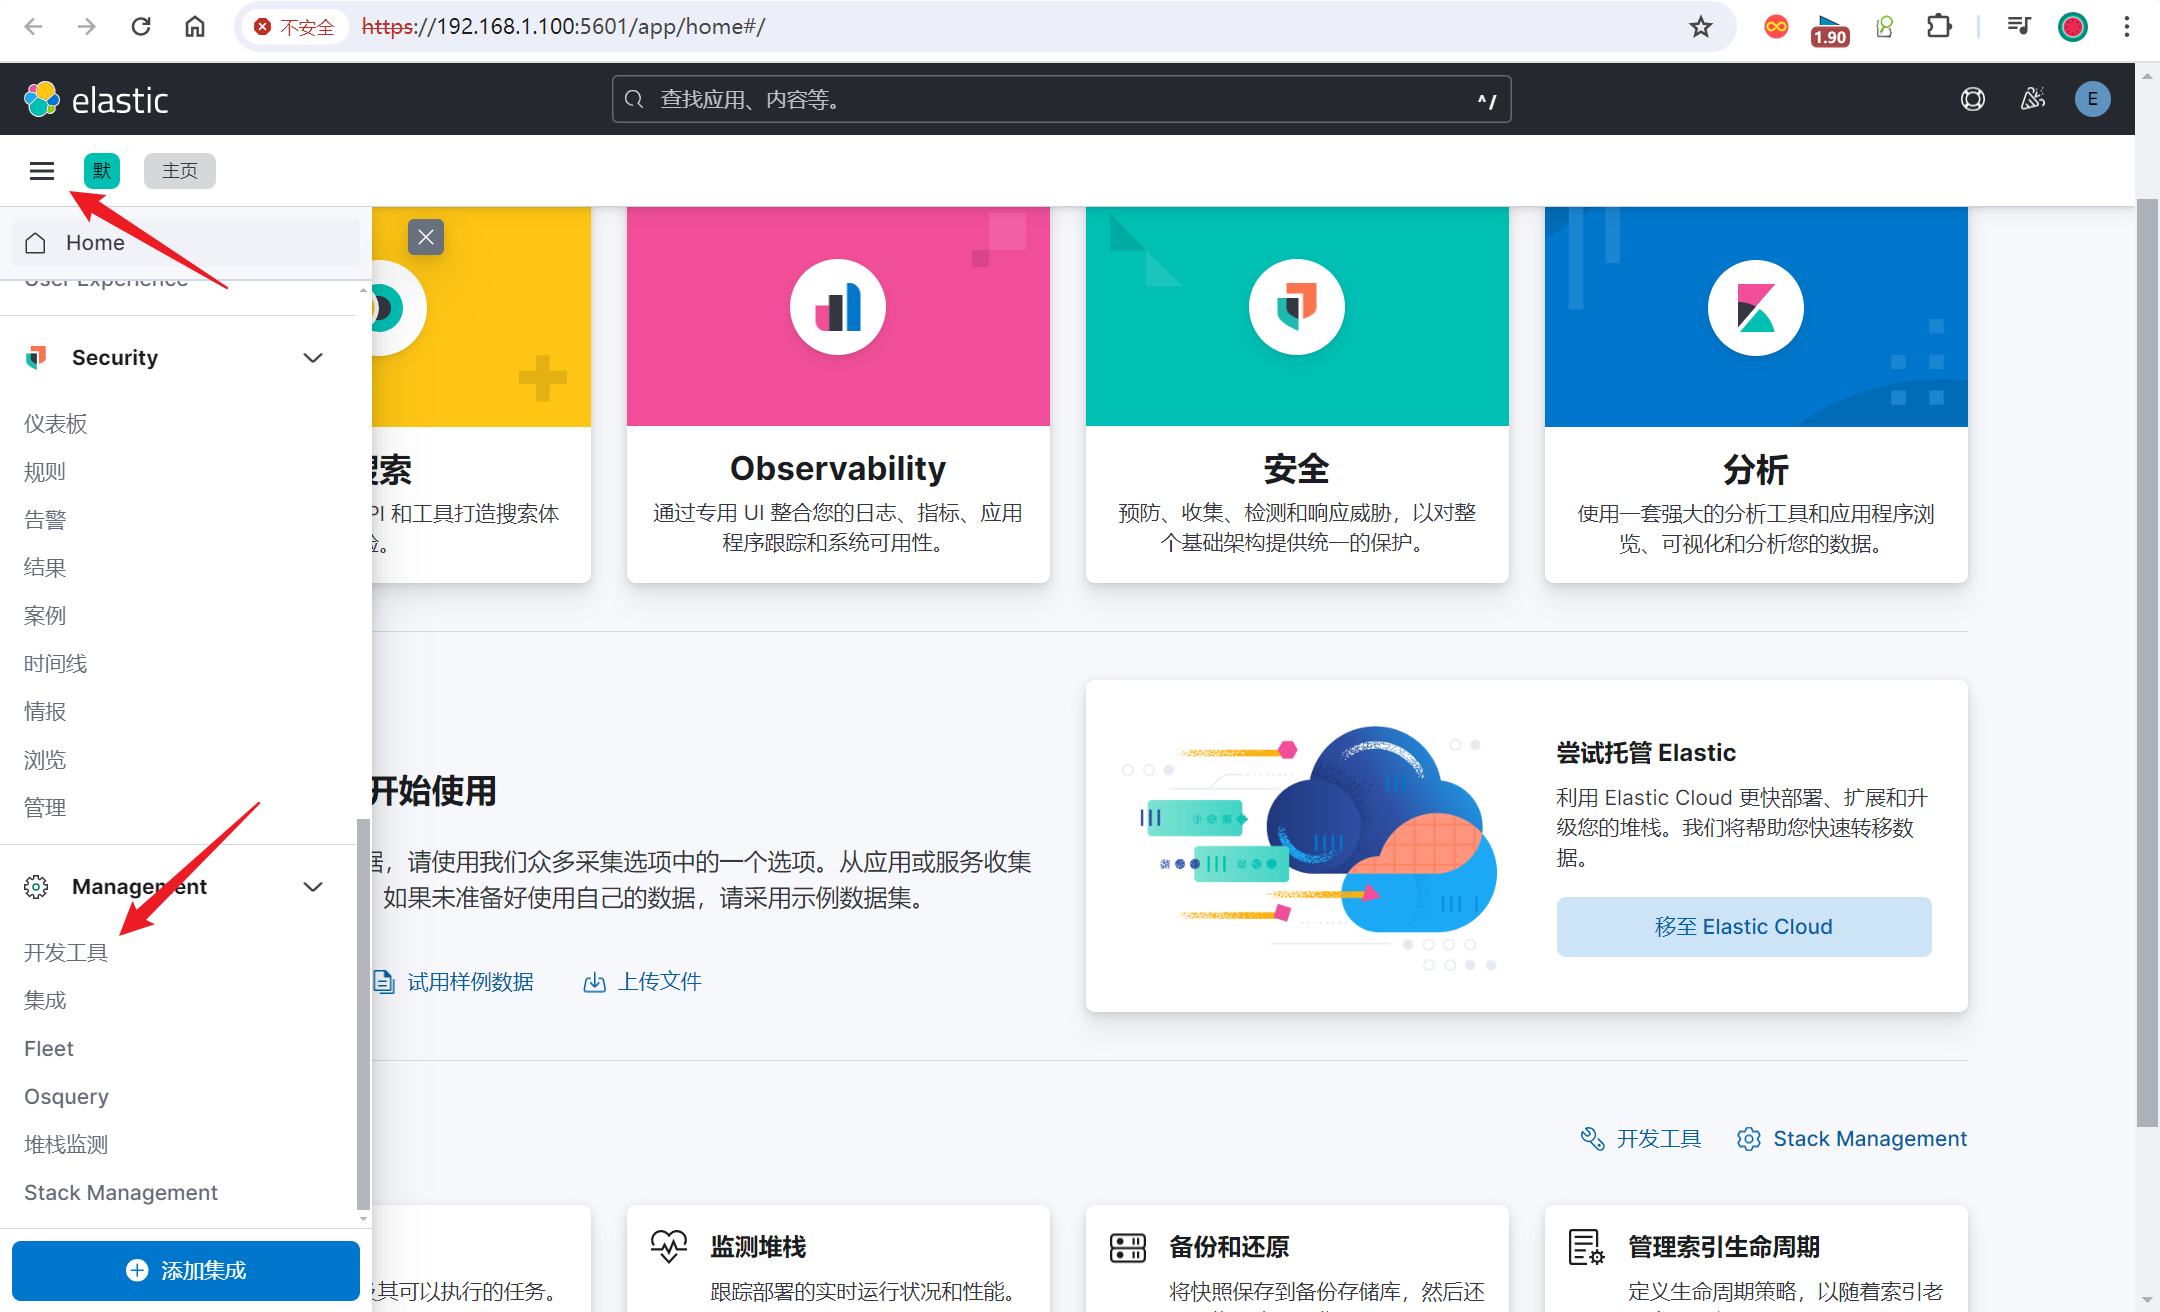 不安全
https://192.168.1.100:5601/app/home#/
1.90
elastic
查找应用、内容等。
^/
E
默
主页
Home
User Experience
Security
仪表板
规则
告警
结果
案例
时间线
情报
浏览
管理
Management
开发工具
集成
Fleet
Osquery
堆栈监测
Stack Management
添加集成
索
PI 和工具打造搜索体
。
Observability
通过专用 UI 整合您的日志、指标、应用
程序跟踪和系统可用性。
安全
预防、收集、检测和响应威胁，以对整
个基础架构提供统一的保护。
分析
使用一套强大的分析工具和应用程序浏
览、可视化和分析您的数据。
开始使用
，请使用我们众多采集选项中的一个选项。从应用或服务收集
如果未准备好使用自己的数据，请采用示例数据集。
试用样例数据
上传文件
尝试托管 Elastic
利用 Elastic Cloud 更快部署、扩展和升
级您的堆栈。我们将帮助您快速转移数
据。
移至 Elastic Cloud
开发工具
Stack Management
其可以执行的任务。
监测堆栈
跟踪部署的实时运行状况和性能。
备份和还原
将快照保存到备份存储库，然后还
管理索引生命周期
定义生命周期策略，以随着索引老